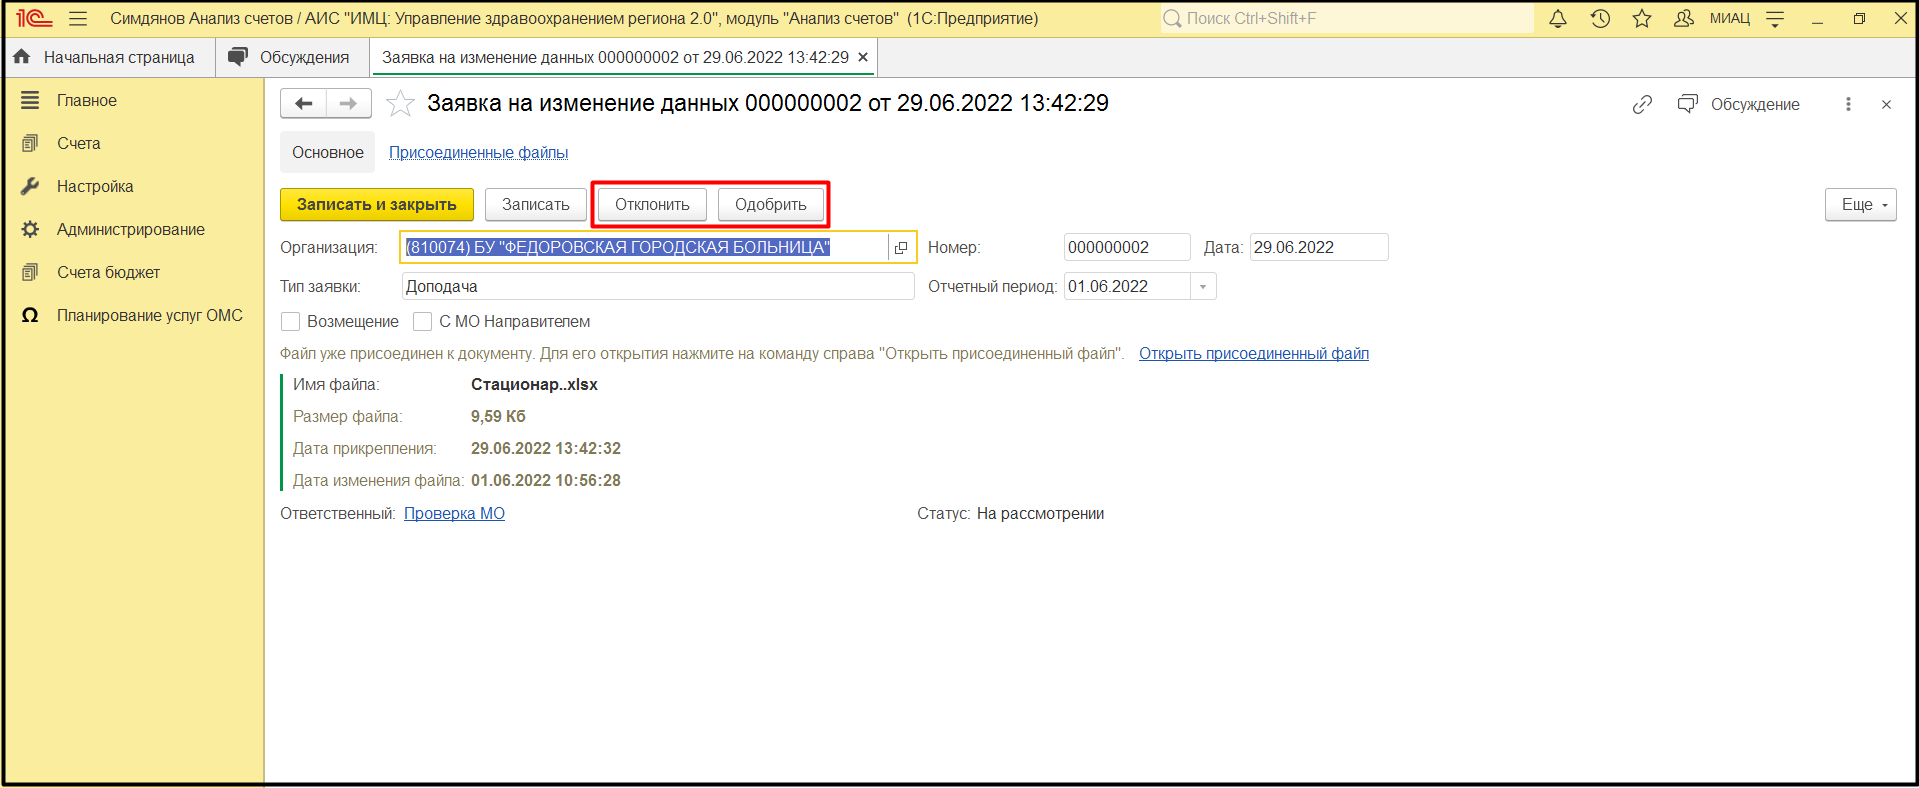 1С Симдянов Анализ счетов / АИС "ИМЦ: Управление здравоохранением региона 2.0", модуль "Анализ счетов" (1С:Предприятие) Поиск Ctrl+Shift+F МИАЦ
Начальная страница Обсуждения Заявка на изменение данных 000000002 от 29.06.2022 13:42:29
Главное
Счета
Настройка
Администрирование
Счета бюджет
Планирование услуг ОМС
Заявка на изменение данных 000000002 от 29.06.2022 13:42:29 Обсуждение
Основное Присоединенные файлы
Записать и закрыть Записать Отклонить Одобрить Еще
Организация: (810074) БУ "ФЕДОРОВСКАЯ ГОРОДСКАЯ БОЛЬНИЦА" Номер: 000000002 Дата: 29.06.2022
Тип заявки: Доподача Отчетный период: 01.06.2022
Возмещение С МО Направителем
Файл уже присоединен к документу. Для его открытия нажмите на команду справа "Открыть присоединенный файл". Открыть присоединенный файл
Имя файла: Стационар..xlsx
Размер файла: 9,59 Кб
Дата прикрепления: 29.06.2022 13:42:32
Дата изменения файла: 01.06.2022 10:56:28
Ответственный: Проверка МО Статус: На рассмотрении